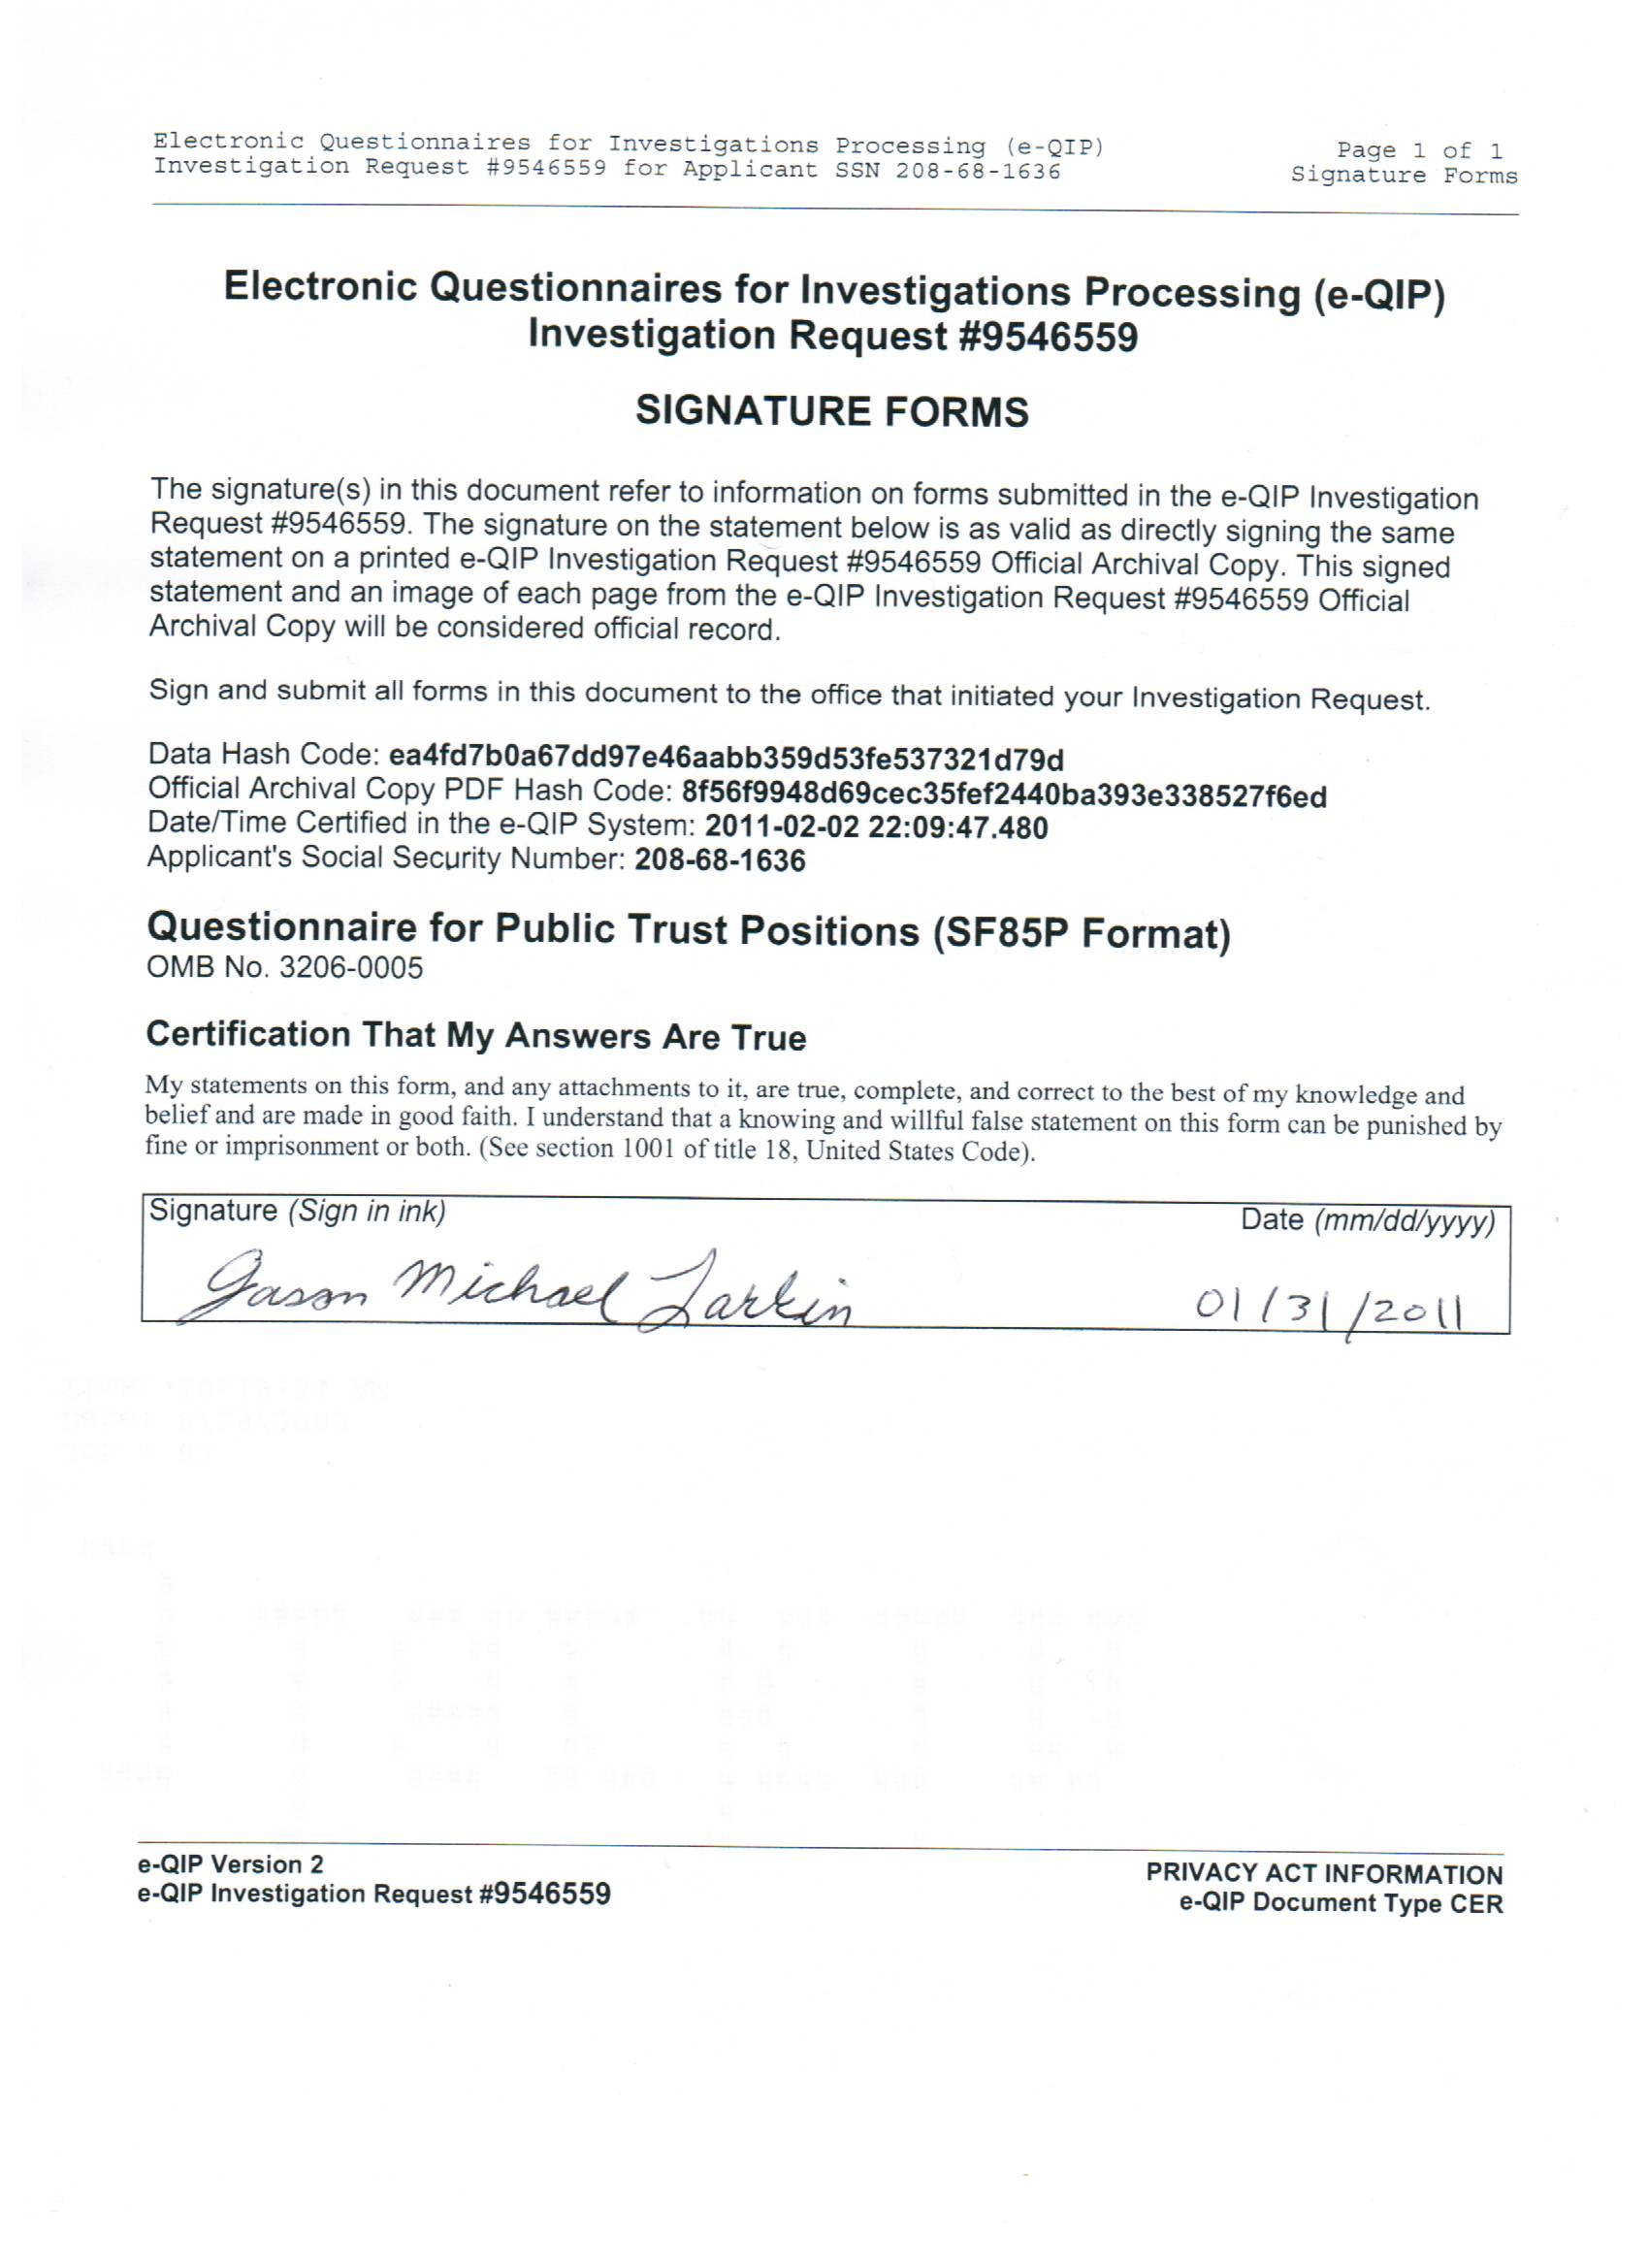 Electronic Questionnaires for Investigations Processing (e-QIP)
Investigation Request #9546559 for Applicant SSN 208-68-1636
Page 1 of 1
Signature Forms
Electronic Questionnaires for Investigations Processing (e-QIP)
Investigation Request #9546559
SIGNATURE FORMS
The signature(s) in this document refer to information on forms submitted in the e-QIP Investigation
Request #9546559. The signature on the statement below is as valid as directly signing the same
statement on a printed e-QIP Investigation Request #9546559 Official Archival Copy. This signed
statement and an image of each page from the e-QIP Investigation Request #9546559 Official
Archival Copy will be considered official record.
Sign and submit all forms in this document to the office that initiated your Investigation Request.
Data Hash Code: ea4fd7b0a67dd97e46aabb359d53fe537321d79d
Official Archival Copy PDF Hash Code: 8f56f9948d69cec35fef2440ba393e338527f6ed
Date/Time Certified in the e-QIP System: 2011-02-02 22:09:47.480
Applicant's Social Security Number: 208-68-1636
Questionnaire for Public Trust Positions (SF85P Format)
OMB No. 3206-0005
Certification That My Answers Are True
My statements on this form, and any attachments to it, are true, complete, and correct to the best of my knowledge and
belief and are made in good faith. I understand that a knowing and willful false statement on this form can be punished by
fine or imprisonment or both. (See section 1001 of title 18, United States Code).
Signature (Sign in ink)
Date (mm/dd/yyyy)
Jason Michael Larkin
01/31/2011
e-QIP Version 2
e-QIP Investigation Request #9546559
PRIVACY ACT INFORMATION
e-QIP Document Type CER